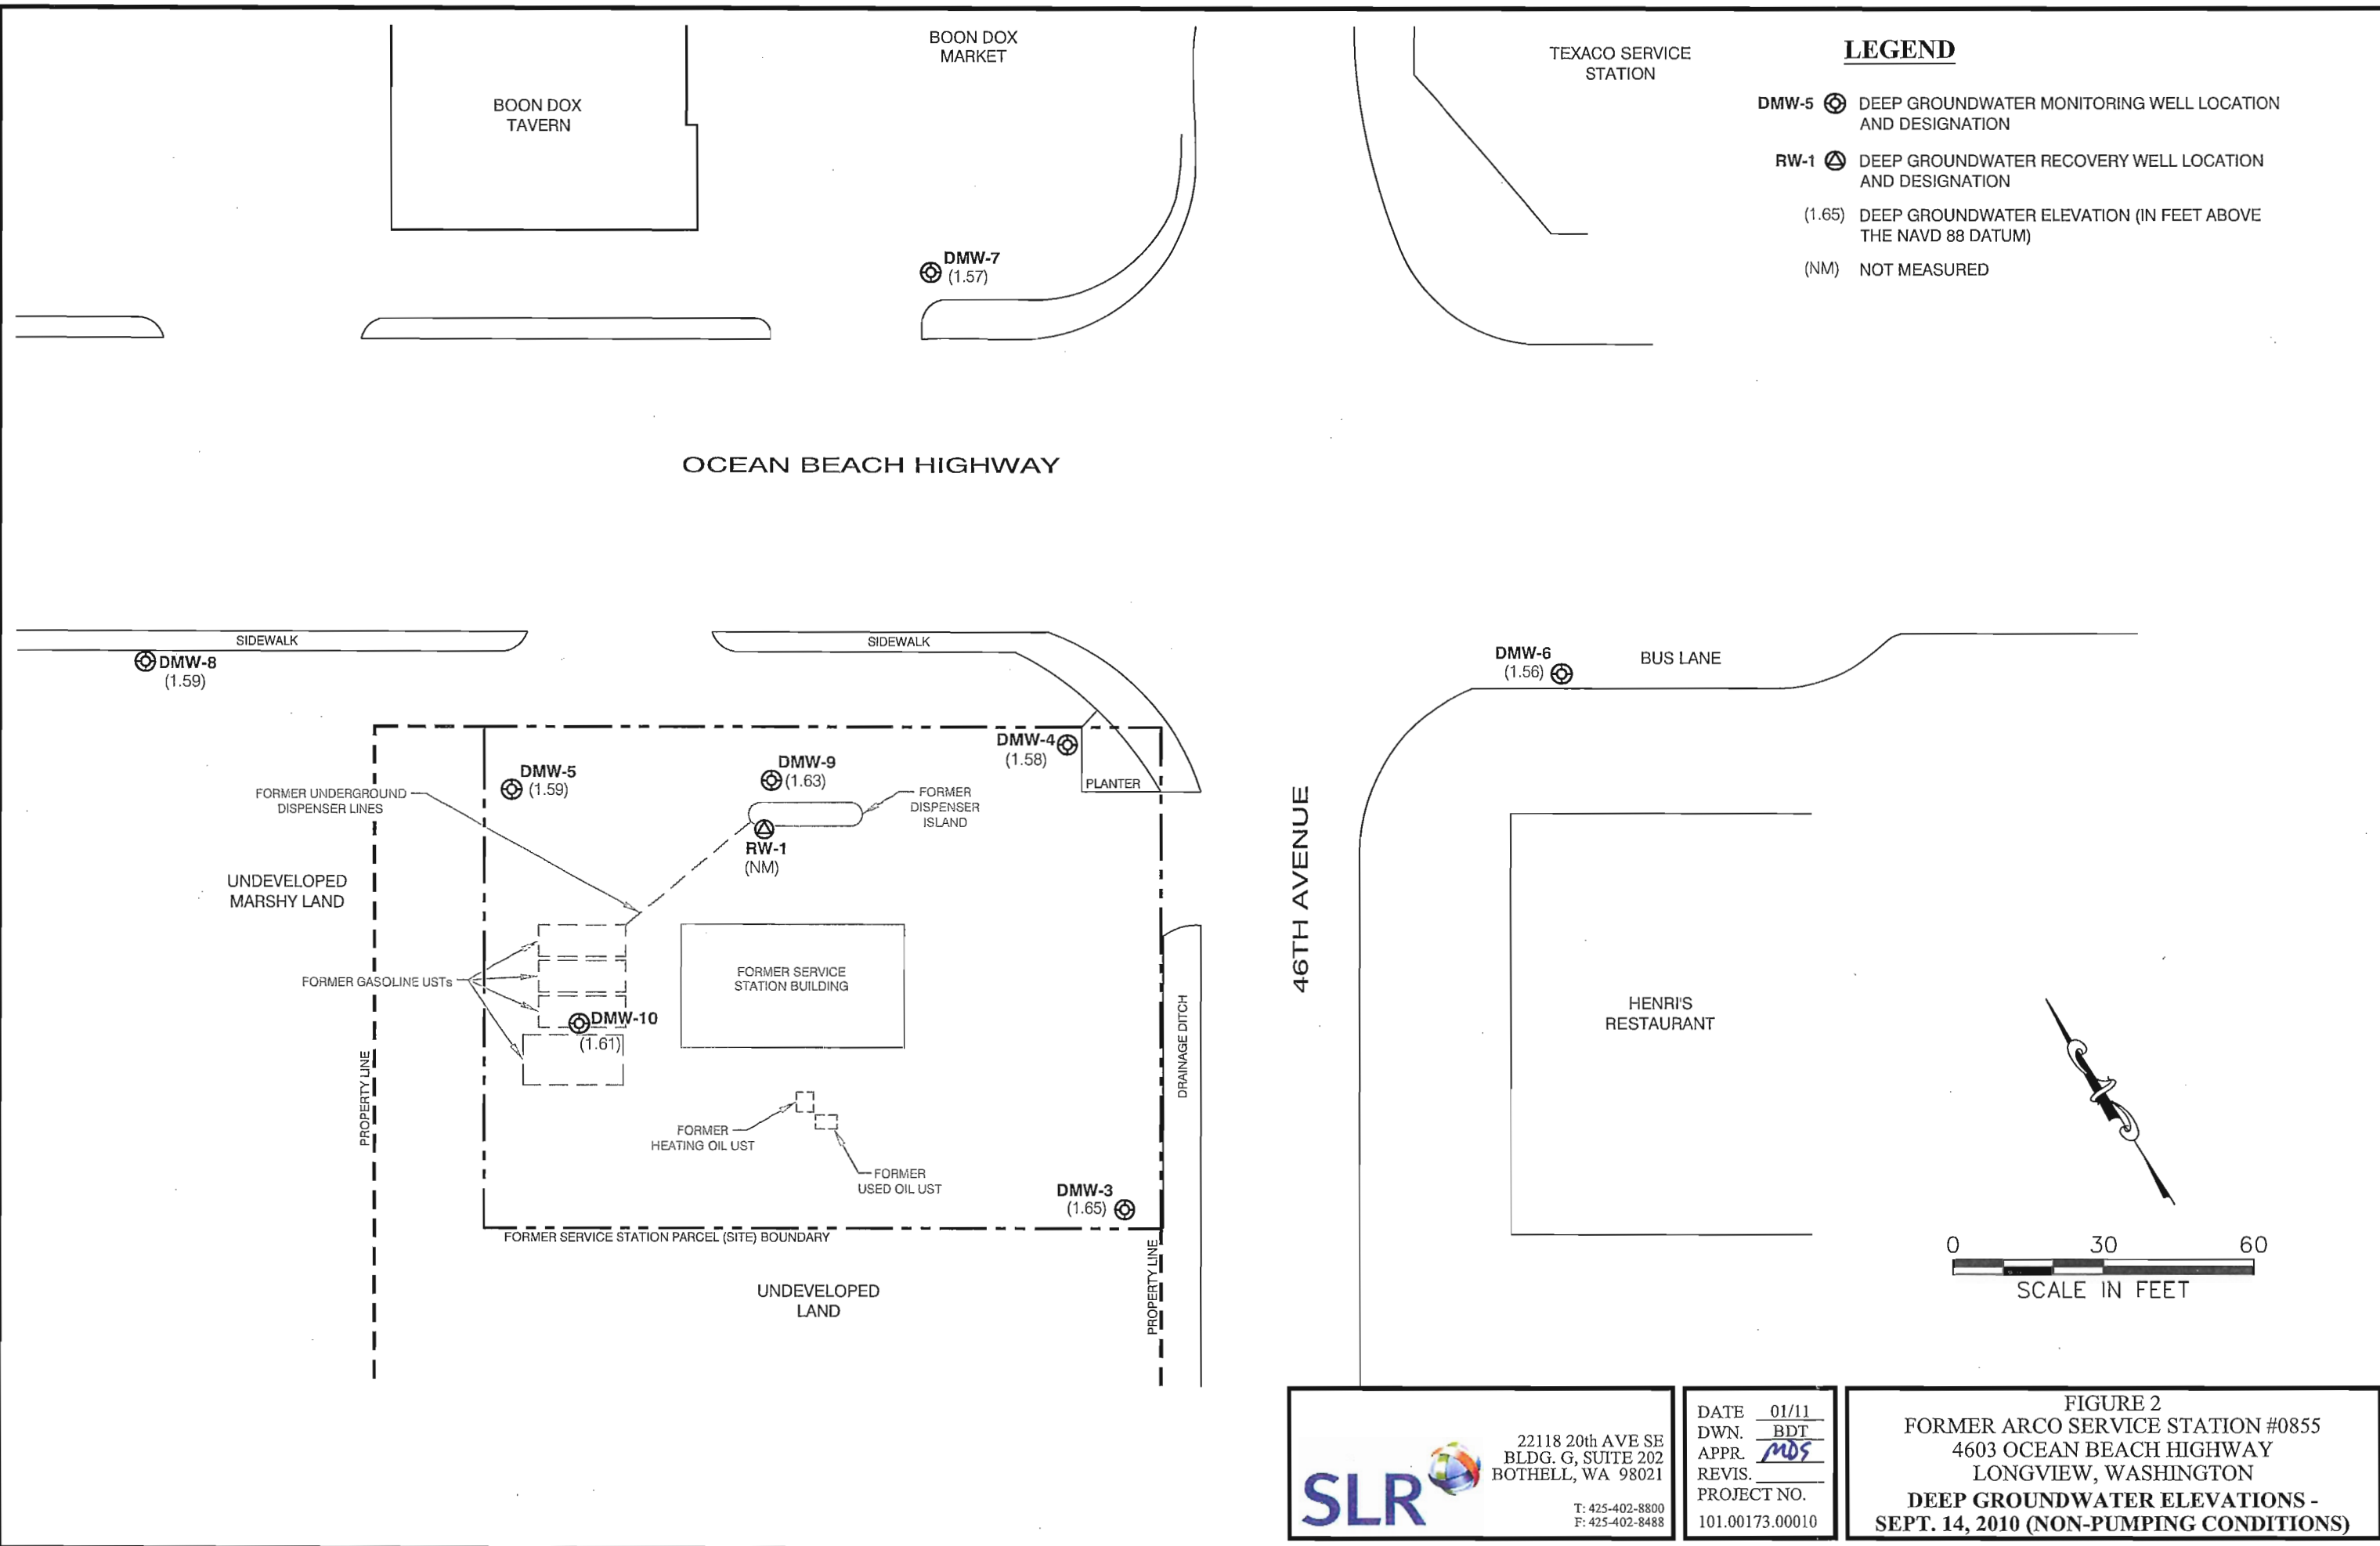 BOON DOX
MARKET
BOON DOX
TAVERN
TEXACO SERVICE
STATION
LEGEND
DMW-5 DEEP GROUNDWATER MONITORING WELL LOCATION
AND DESIGNATION
RW-1 DEEP GROUNDWATER RECOVERY WELL LOCATION
AND DESIGNATION
(1.65) DEEP GROUNDWATER ELEVATION (IN FEET ABOVE
THE NAVD 88 DATUM)
(NM) NOT MEASURED
DMW-7
(1.57)
OCEAN BEACH HIGHWAY
SIDEWALK
SIDEWALK
DMW-8
(1.59)
DMW-6
(1.56)
BUS LANE
DMW-4
(1.58)
PLANTER
DMW-5
(1.59)
DMW-9
(1.63)
FORMER UNDERGROUND
DISPENSER LINES
FORMER
DISPENSER
ISLAND
RW-1
(NM)
46TH AVENUE
UNDEVELOPED
MARSHY LAND
FORMER GASOLINE USTs
FORMER SERVICE
STATION BUILDING
DMW-10
(1.61)
HENRI'S
RESTAURANT
DRAINAGE DITCH
PROPERTY LINE
FORMER
HEATING OIL UST
FORMER
USED OIL UST
DMW-3
(1.65)
FORMER SERVICE STATION PARCEL (SITE) BOUNDARY
PROPERTY LINE
UNDEVELOPED
LAND
0 30 60
SCALE IN FEET
SLR
22118 20th AVE SE
BLDG. G, SUITE 202
BOTHELL, WA 98021
T: 425-402-8800
F: 425-402-8488
DATE 01/11
DWN. BDT
APPR. MDS
REVIS.
PROJECT NO.
101.00173.00010
FIGURE 2
FORMER ARCO SERVICE STATION #0855
4603 OCEAN BEACH HIGHWAY
LONGVIEW, WASHINGTON
DEEP GROUNDWATER ELEVATIONS -
SEPT. 14, 2010 (NON-PUMPING CONDITIONS)